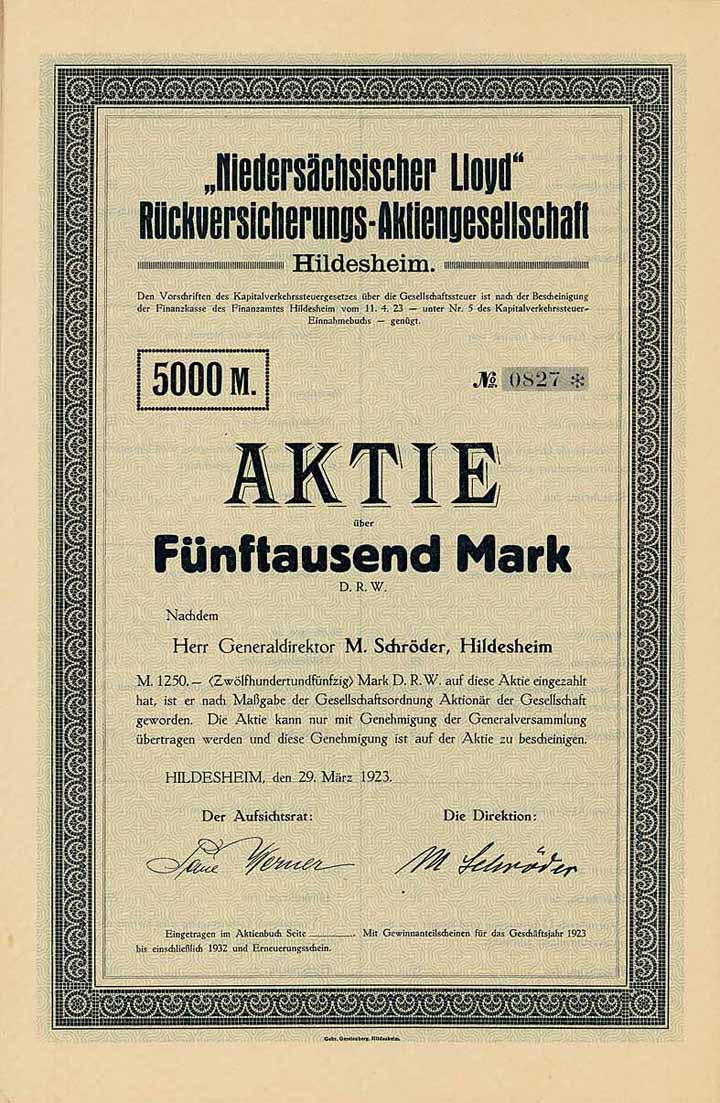 „Niedersächsischer Lloyd“
Rückversicherungs-Aktiengesellschaft
Hildesheim.
Den Vorschriften des Kapitalverkehrssteuergesetzes über die Gesellschaftssteuer ist nach der Bescheinigung
der Finanzkasse des Finanzamtes Hildesheim vom 11. 4. 23 — unter Nr. 5 des Kapitalverkehrssteuer-
Einnahmebuchs — genügt.
5000 M.
№ 0827 *
AKTIE
über
Fünftausend Mark
D. R. W.
Nachdem
Herr Generaldirektor M. Schröder, Hildesheim
M. 1250.— (Zwölfhundertundfünfzig) Mark D. R. W. auf diese Aktie eingezahlt
hat, ist er nach Maßgabe der Gesellschaftsordnung Aktionär der Gesellschaft
geworden. Die Aktie kann nur mit Genehmigung der Generalversammlung
übertragen werden und diese Genehmigung ist auf der Aktie zu bescheinigen.
HILDESHEIM, den 29. März 1923.
Der Aufsichtsrat: Die Direktion:
Werner M Schröder
Eingetragen im Aktienbuch Seite ________. Mit Gewinnanteilscheinen für das Geschäftsjahr 1923
bis einschließlich 1932 und Erneuerungsschein.
Gebr. Gerstenberg, Hildesheim.